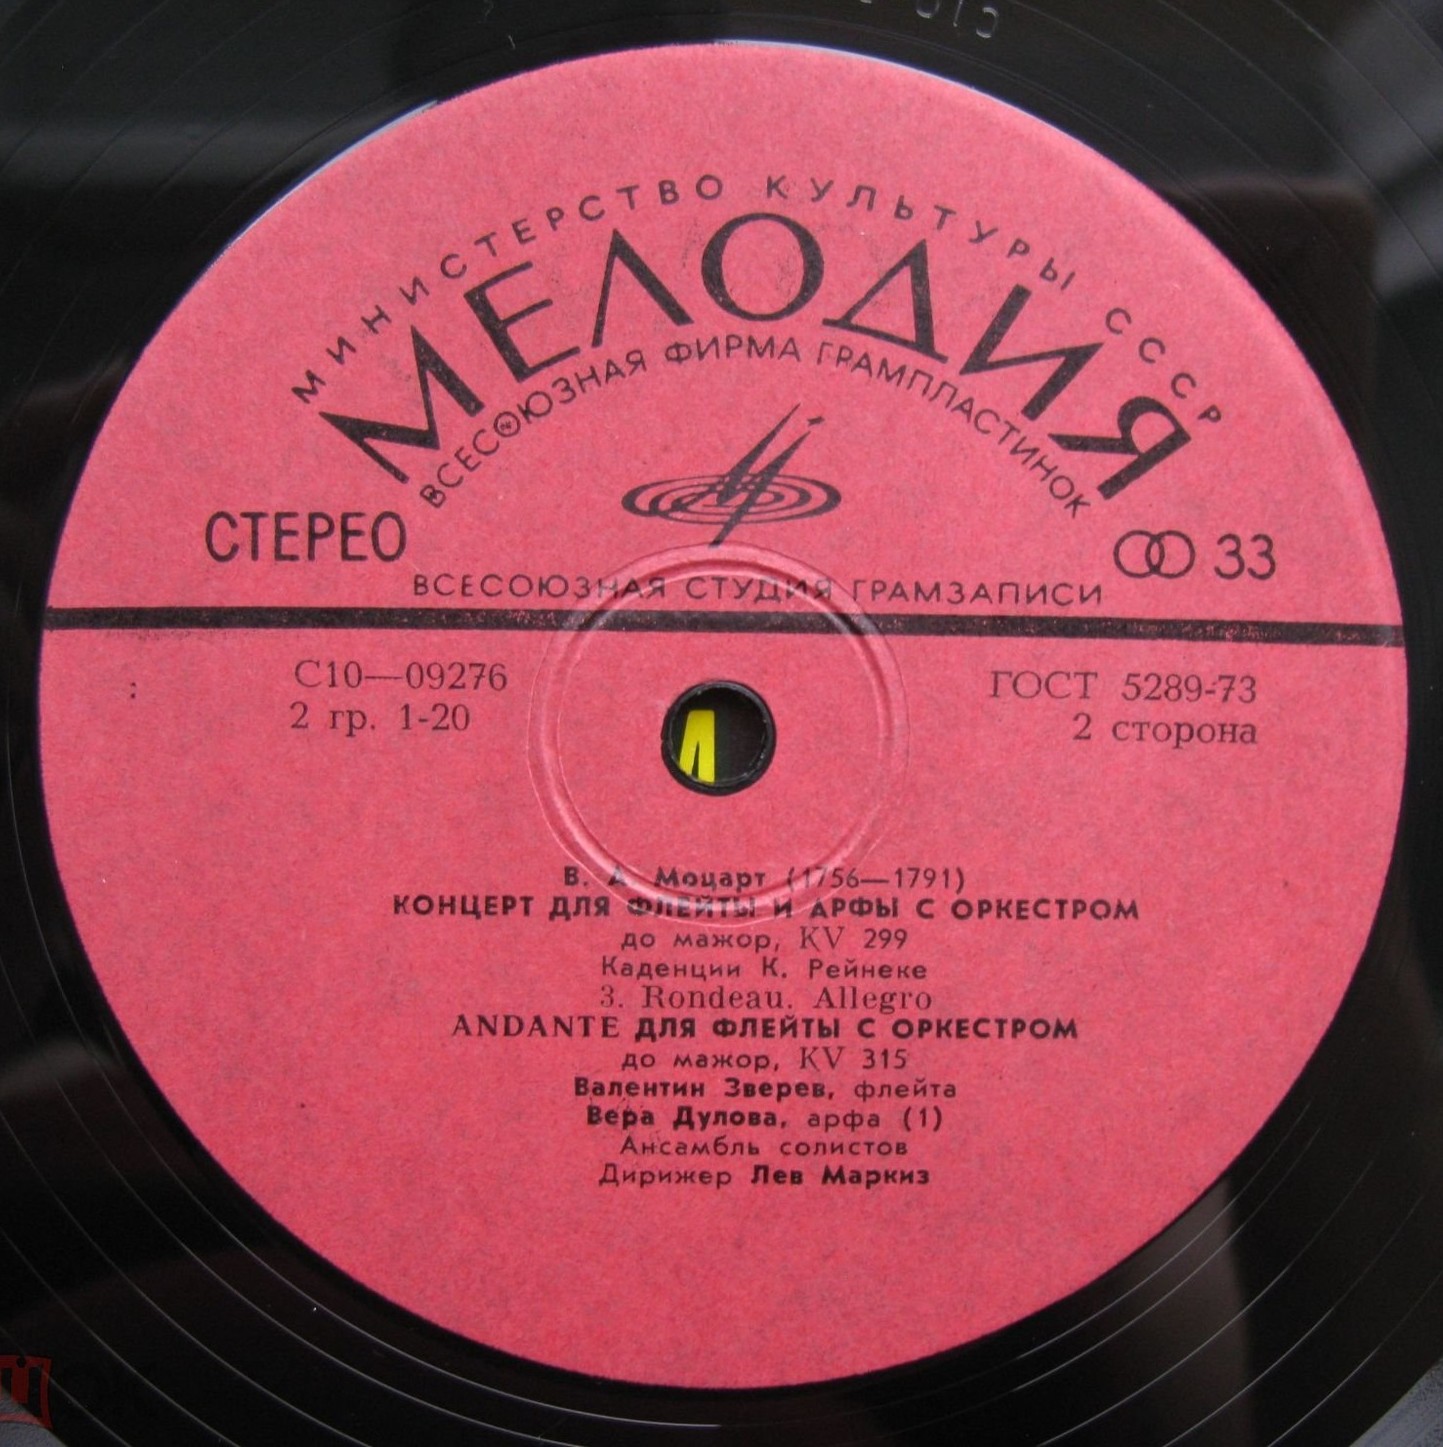 МИНИСТЕРСТВО КУЛЬТУРЫ СССР
МЕЛОДИЯ
ВСЕСОЮЗНАЯ ФИРМА ГРАМПЛАСТИНОК
СТЕРЕО
33
ВСЕСОЮЗНАЯ СТУДИЯ ГРАМЗАПИСИ
С10—09276
ГОСТ 5289-73
2 гр. 1-20
2 сторона
В. А. Моцарт (1756—1791)
КОНЦЕРТ ДЛЯ ФЛЕЙТЫ И АРФЫ С ОРКЕСТРОМ
до мажор, KV 299
Каденции К. Рейнеке
3. Rondeau. Allegro
ANDANTE ДЛЯ ФЛЕЙТЫ С ОРКЕСТРОМ
до мажор, KV 315
Валентин Зверев, флейта
Вера Дулова, арфа (1)
Ансамбль солистов
Дирижер Лев Маркиз